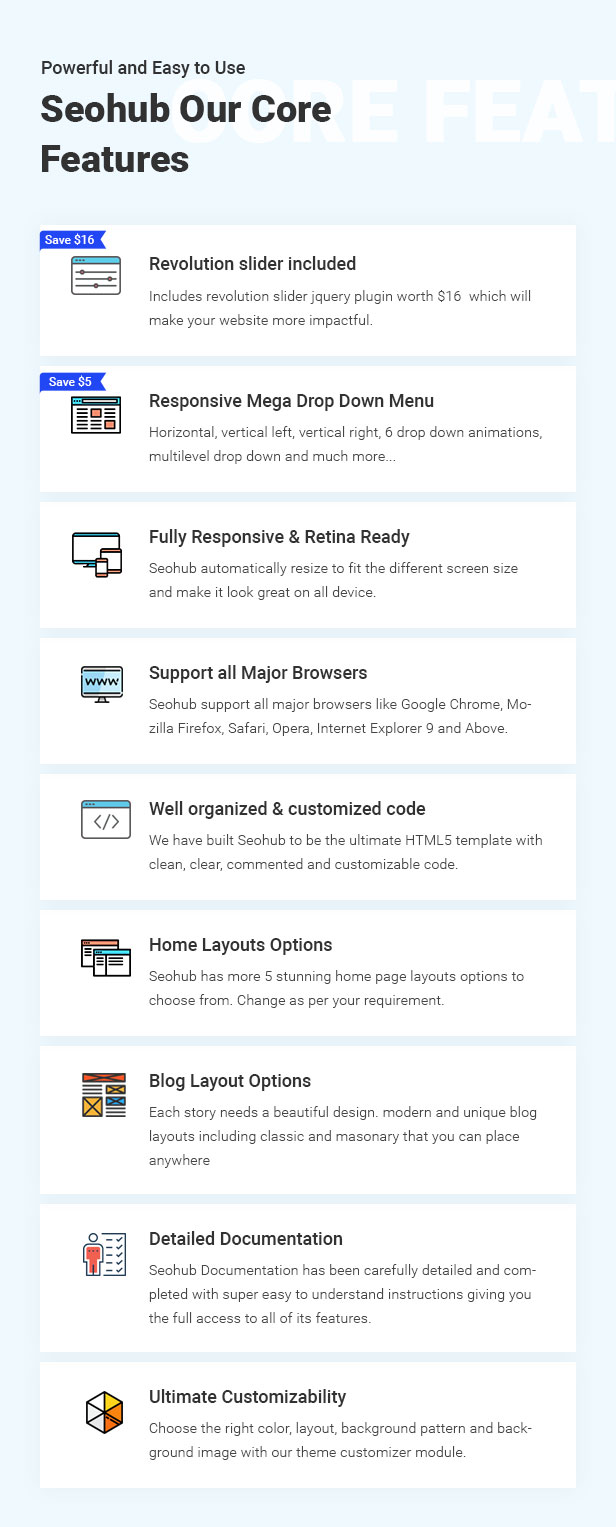 Powerful and Easy to Use
CORE FEAT
Seohub Our Core
Features
Save $16
Revolution slider included
Includes revolution slider jquery plugin worth $16 which will
make your website more impactful.
Save $5
Responsive Mega Drop Down Menu
Horizontal, vertical left, vertical right, 6 drop down animations,
multilevel drop down and much more...
Fully Responsive & Retina Ready
Seohub automatically resize to fit the different screen size
and make it look great on all device.
WWW
Support all Major Browsers
Seohub support all major browsers like Google Chrome, Mo-
zilla Firefox, Safari, Opera, Internet Explorer 9 and Above.
</>
Well organized & customized code
We have built Seohub to be the ultimate HTML5 template with
clean, clear, commented and customizable code.
Home Layouts Options
Seohub has more 5 stunning home page layouts options to
choose from. Change as per your requirement.
Blog Layout Options
Each story needs a beautiful design. modern and unique blog
layouts including classic and masonary that you can place
anywhere
Detailed Documentation
Seohub Documentation has been carefully detailed and com-
pleted with super easy to understand instructions giving you
the full access to all of its features.
Ultimate Customizability
Choose the right color, layout, background pattern and back-
ground image with our theme customizer module.